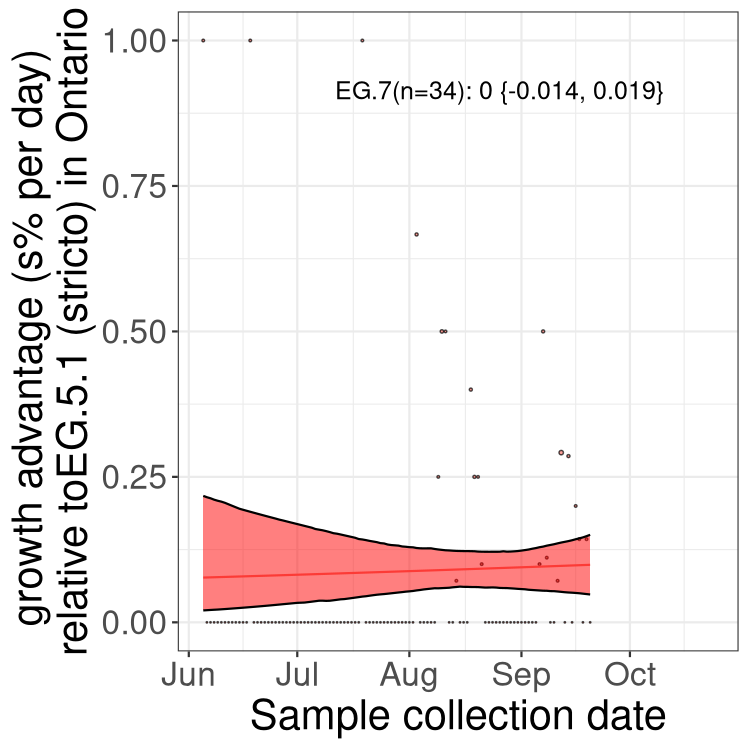 growth advantage (s% per day)
relative toEG.5.1 (stricto) in Ontario
1.00
0.75
0.50
0.25
0.00
EG.7(n=34): 0 {-0.014, 0.019}
Jun Jul Aug Sep Oct
Sample collection date